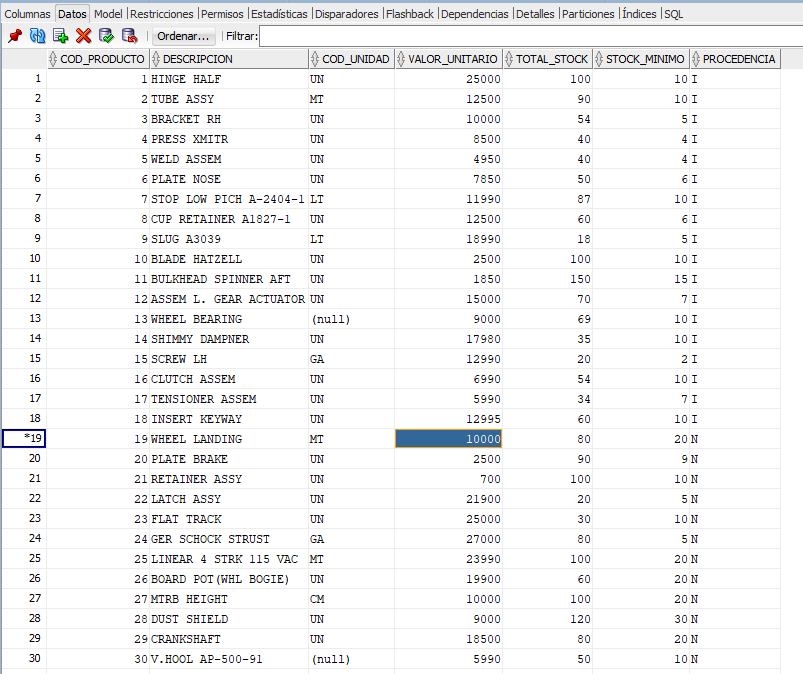 Columnas Datos Model Restricciones Permisos Estadísticas Disparadores Flashback Dependencias Detalles Particiones Índices SQL
Ordenar... Filtrar:
COD_PRODUCTO DESCRIPCION COD_UNIDAD VALOR_UNITARIO TOTAL_STOCK STOCK_MINIMO PROCEDENCIA
1 1 HINGE HALF UN 25000 100 10 I
2 2 TUBE ASSY MT 12500 90 10 I
3 3 BRACKET RH UN 10000 54 5 I
4 4 PRESS XMITR UN 8500 40 4 I
5 5 WELD ASSEM UN 4950 40 4 I
6 6 PLATE NOSE UN 7850 50 6 I
7 7 STOP LOW PICH A-2404-1 LT 11990 87 10 I
8 8 CUP RETAINER A1827-1 UN 12500 60 6 I
9 9 SLUG A3039 LT 18990 18 5 I
10 10 BLADE HATZELL UN 2500 100 10 I
11 11 BULKHEAD SPINNER AFT UN 1850 150 15 I
12 12 ASSEM L. GEAR ACTUATOR UN 15000 70 7 I
13 13 WHEEL BEARING (null) 9000 69 10 I
14 14 SHIMMY DAMPNER UN 17980 35 10 I
15 15 SCREW LH GA 12990 20 2 I
16 16 CLUTCH ASSEM UN 6990 54 10 I
17 17 TENSIONER ASSEM UN 5990 34 7 I
18 18 INSERT KEYWAY UN 12995 60 10 I
*19 19 WHEEL LANDING MT 10000 80 20 N
20 20 PLATE BRAKE UN 2500 90 9 N
21 21 RETAINER ASSY UN 700 100 10 N
22 22 LATCH ASSY UN 21900 20 5 N
23 23 FLAT TRACK UN 25000 30 10 N
24 24 GER SCHOCK STRUST GA 27000 80 5 N
25 25 LINEAR 4 STRK 115 VAC MT 23990 100 20 N
26 26 BOARD POT(WHL BOGIE) UN 19900 60 20 N
27 27 MTRB HEIGHT CM 10000 100 20 N
28 28 DUST SHIELD UN 9000 120 30 N
29 29 CRANKSHAFT UN 18500 80 20 N
30 30 V.HOOL AP-500-91 (null) 5990 50 10 N